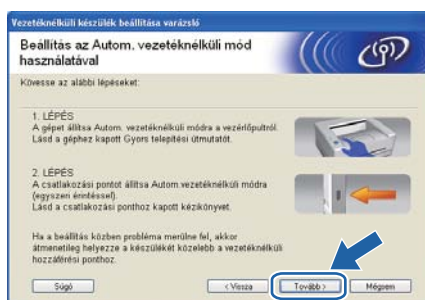 Vezetéknélküli készülék beállítása varázsló
Beállítás az Autom. vezetéknélküli mód
használatával
Kövesse az alábbi lépéseket:
1. LÉPÉS
A gépet állítsa Autom. vezetéknélküli módra a vezérlőpultról.
Lásd a géphez kapott Gyors telepítési útmutatót.
2. LÉPÉS
A csatlakozási pontot állítsa Autom.vezetéknélküli módra
(egyszeri érintéssel).
Lásd a csatlakozási ponthoz kapott kézikönyvet.
Ha a beállítás közben probléma merüne fel, akkor
átmenetileg helyezze a készülékét közelebb a vezetéknélküli
hozzáférési ponthoz.
Súgó
< Vissza
Tovább >
Mégsem